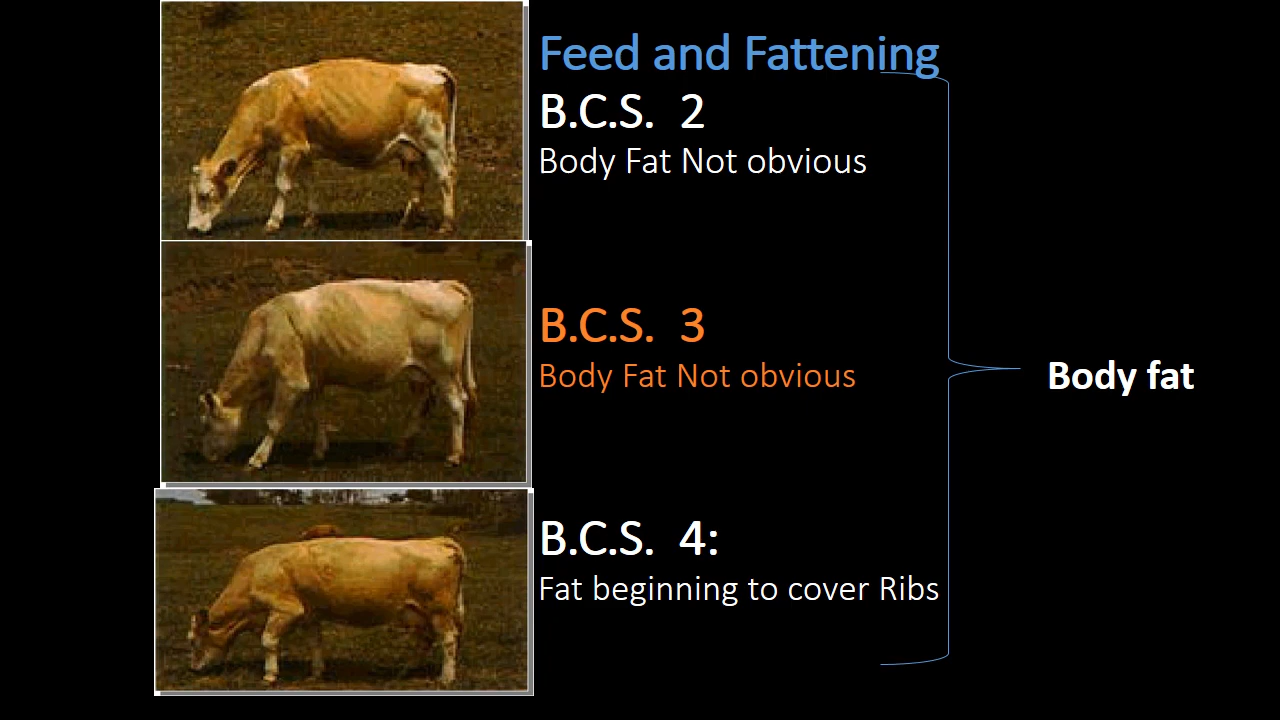 Feed and Fattening
B.C.S. 2
Body Fat Not obvious
B.C.S. 3
Body Fat Not obvious
B.C.S. 4:
Fat beginning to cover Ribs
Body fat